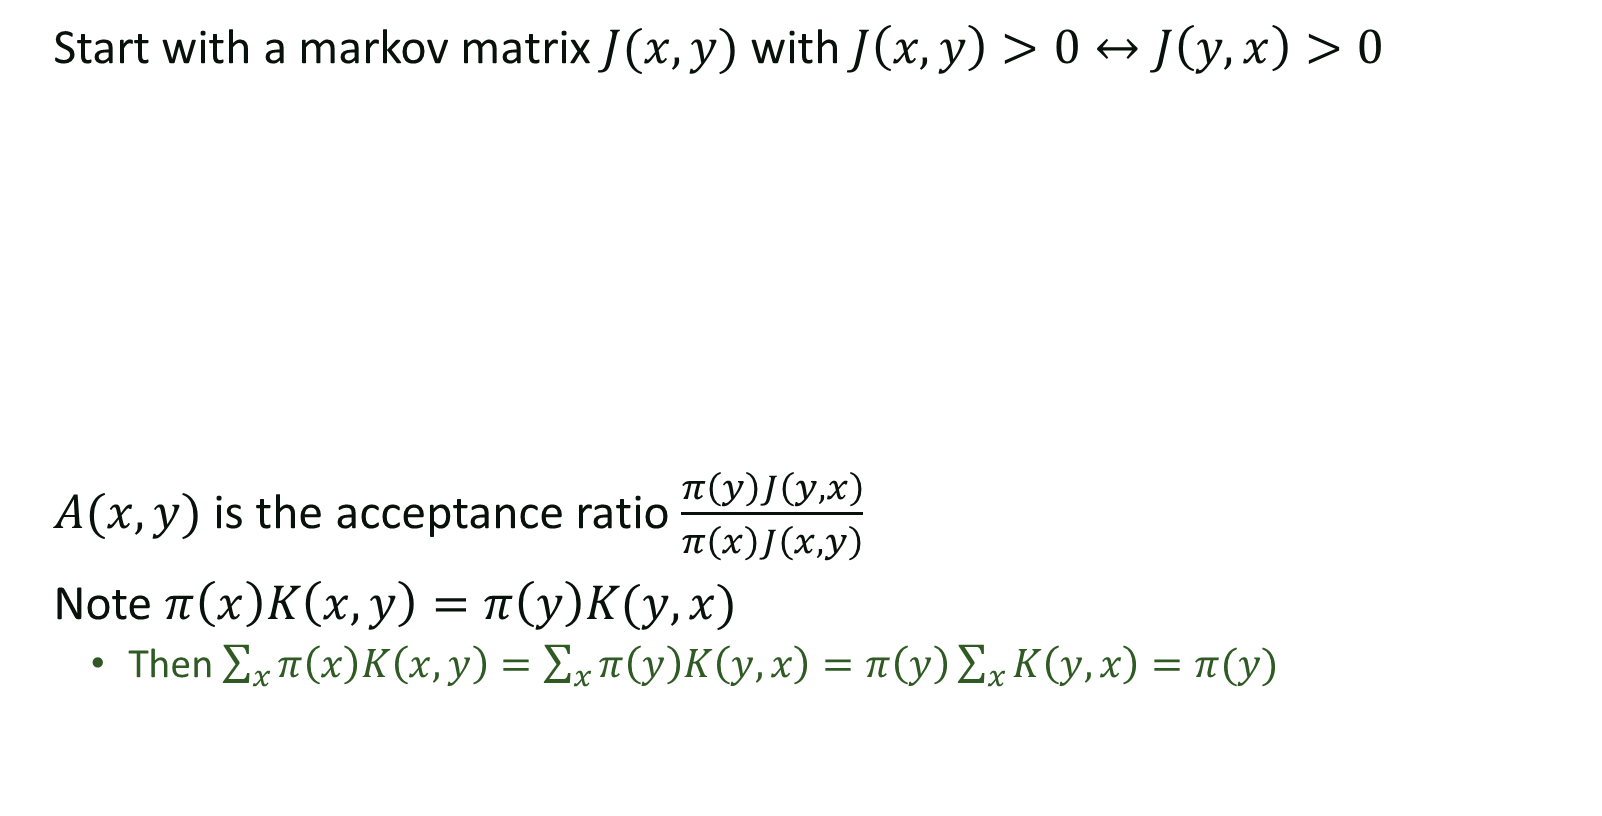 Start with a markov matrix J(x, y) with J(x, y) > 0 ↔ J(y, x) > 0
A(x, y) is the acceptance ratio π(y)J(y,x) / π(x)J(x,y)
Note π(x)K(x, y) = π(y)K(y, x)
• Then ∑ₓ π(x)K(x, y) = ∑ₓ π(y)K(y, x) = π(y) ∑ₓ K(y, x) = π(y)